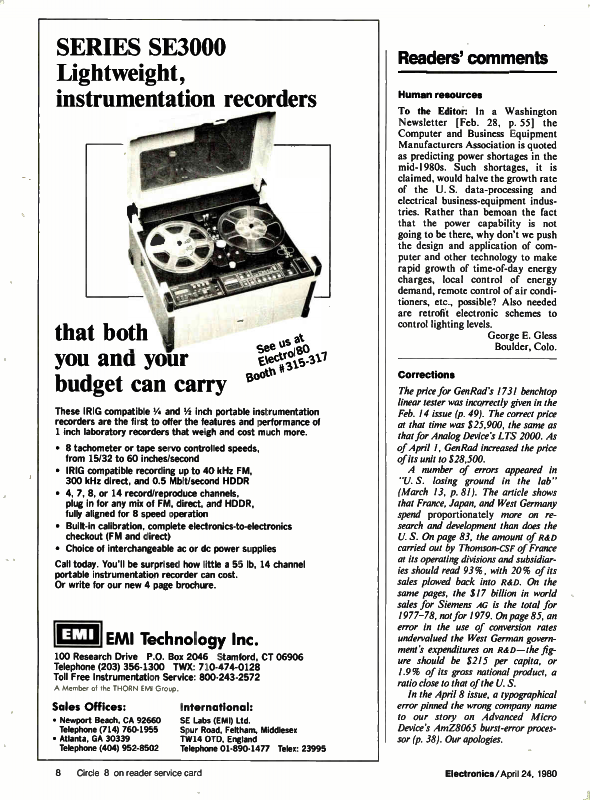 SERIES SE3000
Lightweight,
instrumentation recorders
that both
you and your
budget can carry
See us at
Electro/80
Booth #315-317
These IRIG compatible ¼ and ½ inch portable instrumentation
recorders are the first to offer the features and performance of
1 inch laboratory recorders that weigh and cost much more.
• 8 tachometer or tape servo controlled speeds,
from 15/32 to 60 inches/second
• IRIG compatible recording up to 40 kHz FM,
300 kHz direct, and 0.5 Mbit/second HDDR
• 4, 7, 8, or 14 record/reproduce channels,
plug in for any mix of FM, direct, and HDDR,
fully aligned for 8 speed operation
• Built-in calibration, complete electronics-to-electronics
checkout (FM and direct)
• Choice of interchangeable ac or dc power supplies
Call today. You'll be surprised how little a 55 lb, 14 channel
portable instrumentation recorder can cost.
Or write for our new 4 page brochure.
EMI EMI Technology Inc.
100 Research Drive P.O. Box 2046 Stamford, CT 06906
Telephone (203) 356-1300 TWX: 710-474-0128
Toll Free Instrumentation Service: 800-243-2572
A Member of the THORN EMI Group.
Sales Offices:
• Newport Beach, CA 92660
Telephone (714) 760-1955
• Atlanta, GA 30339
Telephone (404) 952-8502
International:
SE Labs (EMI) Ltd.
Spur Road, Feltham, Middlesex
TW14 OTD, England
Telephone 01-890-1477 Telex: 23995
8 Circle 8 on reader service card
Readers' comments
Human resources
To the Editor: In a Washington
Newsletter [Feb. 28, p. 55] the
Computer and Business Equipment
Manufacturers Association is quoted
as predicting power shortages in the
mid-1980s. Such shortages, it is
claimed, would halve the growth rate
of the U. S. data-processing and
electrical business-equipment indus-
tries. Rather than bemoan the fact
that the power capability is not
going to be there, why don't we push
the design and application of com-
puter and other technology to make
rapid growth of time-of-day energy
charges, local control of energy
demand, remote control of air condi-
tioners, etc., possible? Also needed
are retrofit electronic schemes to
control lighting levels.
George E. Gless
Boulder, Colo.
Corrections
The price for GenRad's 1731 benchtop
linear tester was incorrectly given in the
Feb. 14 issue (p. 49). The correct price
at that time was $25,900, the same as
that for Analog Device's LTS 2000. As
of April 1, GenRad increased the price
of its unit to $28,500.
A number of errors appeared in
"U. S. losing ground in the lab"
(March 13, p. 81). The article shows
that France, Japan, and West Germany
spend proportionately more on re-
search and development than does the
U. S. On page 83, the amount of R&D
carried out by Thomson-CSF of France
at its operating divisions and subsidiar-
ies should read 93%, with 20% of its
sales plowed back into R&D. On the
same pages, the $17 billion in world
sales for Siemens AG is the total for
1977-78, not for 1979. On page 85, an
error in the use of conversion rates
undervalued the West German govern-
ment's expenditures on R&D—the fig-
ure should be $215 per capita, or
1.9% of its gross national product, a
ratio close to that of the U. S.
In the April 8 issue, a typographical
error pinned the wrong company name
to our story on Advanced Micro
Device's AmZ8065 burst-error proces-
sor (p. 38). Our apologies.
Electronics/April 24, 1980